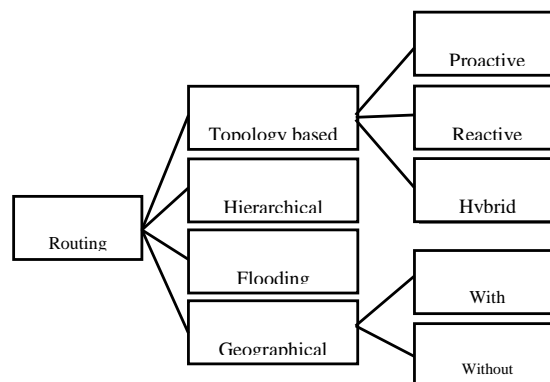 Proactive
Topology based
Reactive
Hierarchical
Hybrid
Routing
Flooding
With
Geographical
Without